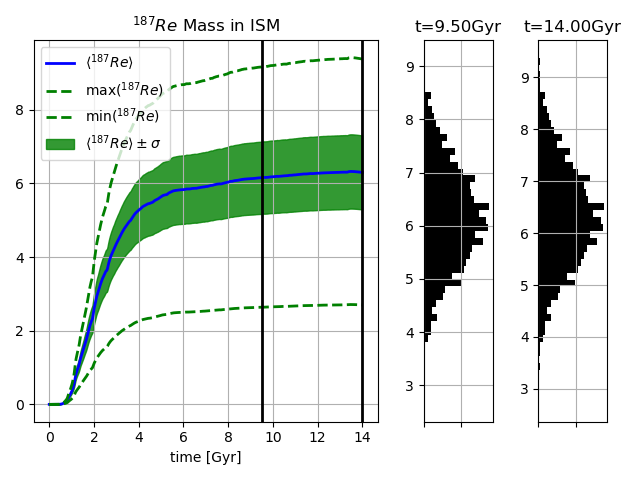 ¹⁸⁷Re Mass in ISM
⟨¹⁸⁷Re⟩
max(¹⁸⁷Re)
min(¹⁸⁷Re)
⟨¹⁸⁷Re⟩ ± σ
8
6
4
2
0
0 2 4 6 8 10 12 14
time [Gyr]
t=9.50Gyr
9
8
7
6
5
4
3
t=14.00Gyr
9
8
7
6
5
4
3